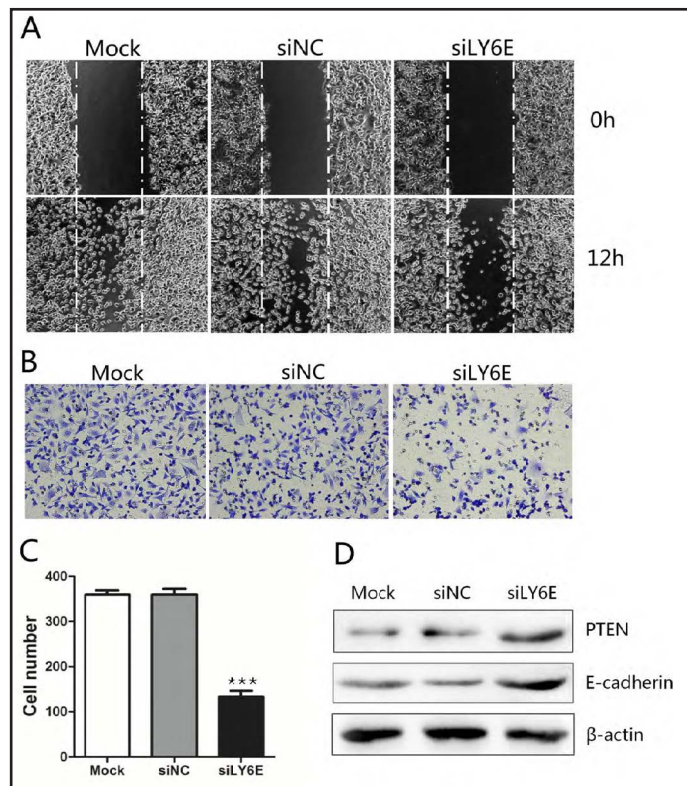 A
Mock siNC siLY6E
0h
12h
B
Mock siNC siLY6E
C
400
300
200
100
0
Cell number
***
Mock siNC siLY6E
D
Mock siNC siLY6E
PTEN
E-cadherin
β-actin